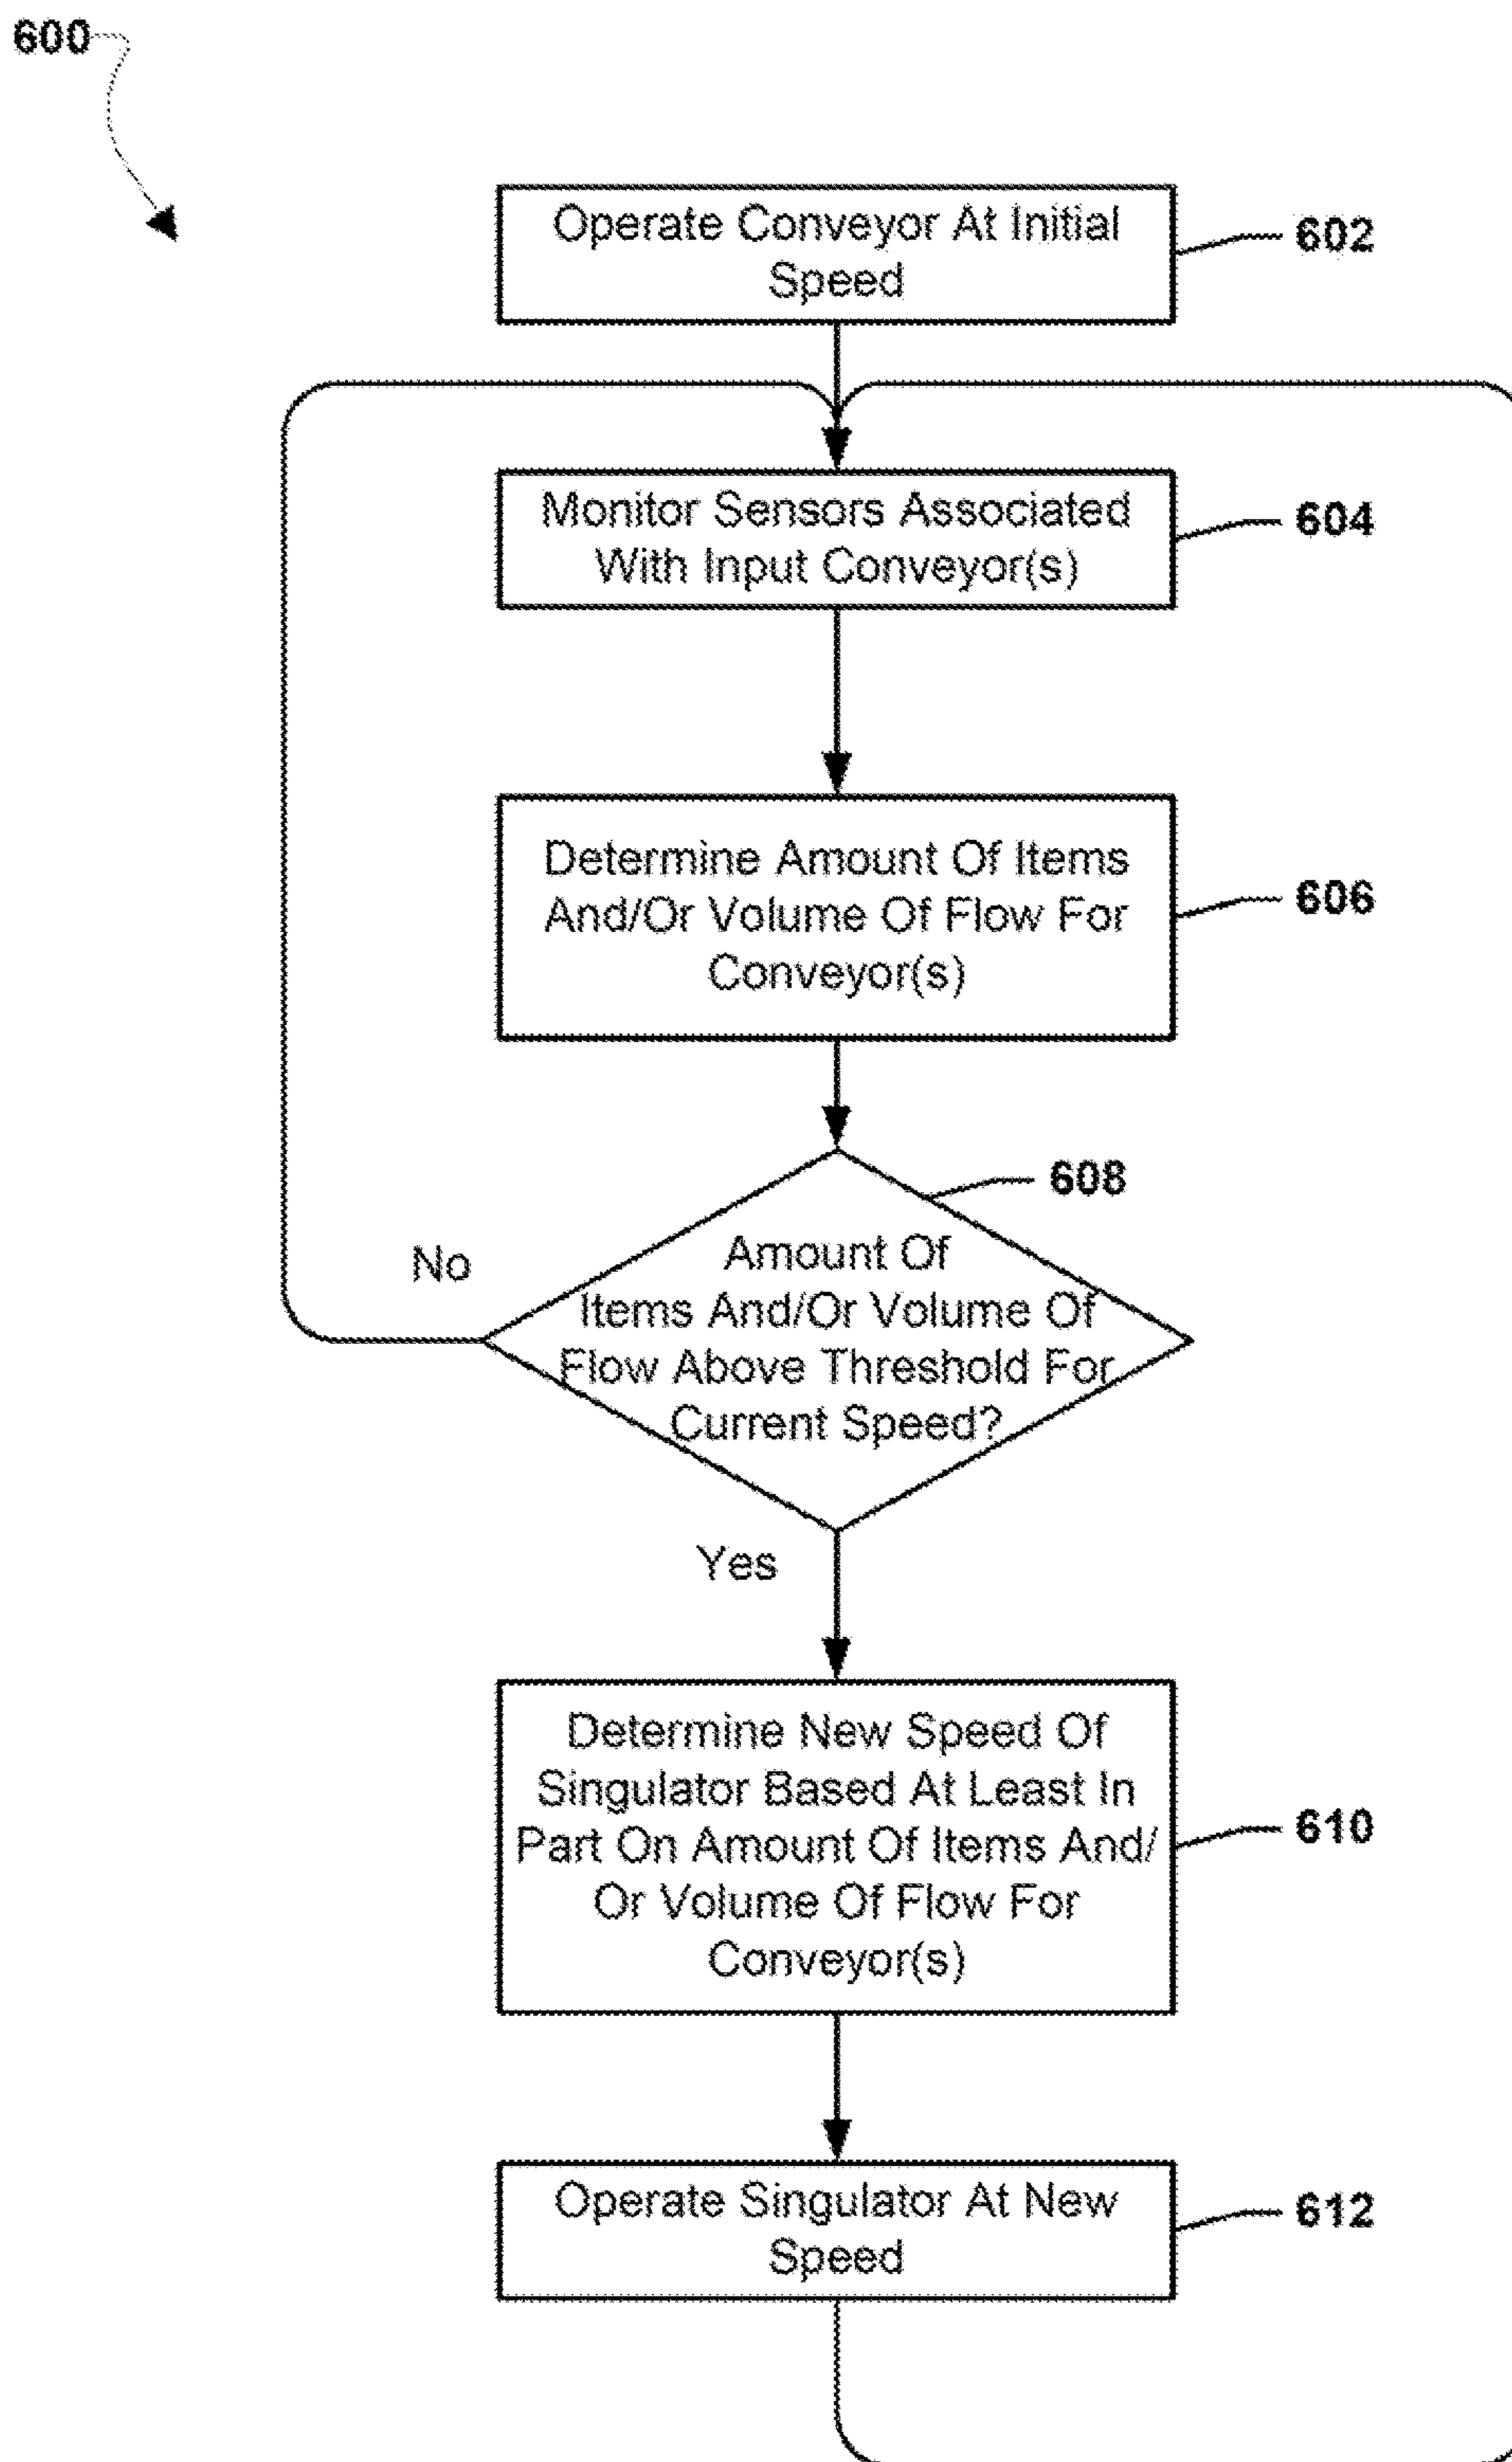 600
Operate Conveyor At Initial
Speed
602
Monitor Sensors Associated
With Input Conveyor(s)
604
Determine Amount Of Items
And/Or Volume Of Flow For
Conveyor(s)
606
608
Amount Of
Items And/Or Volume Of
Flow Above Threshold For
Current Speed?
No
Yes
Determine New Speed Of
Singulator Based At Least In
Part On Amount Of Items And/
Or Volume Of Flow For
Conveyor(s)
610
Operate Singulator At New
Speed
612